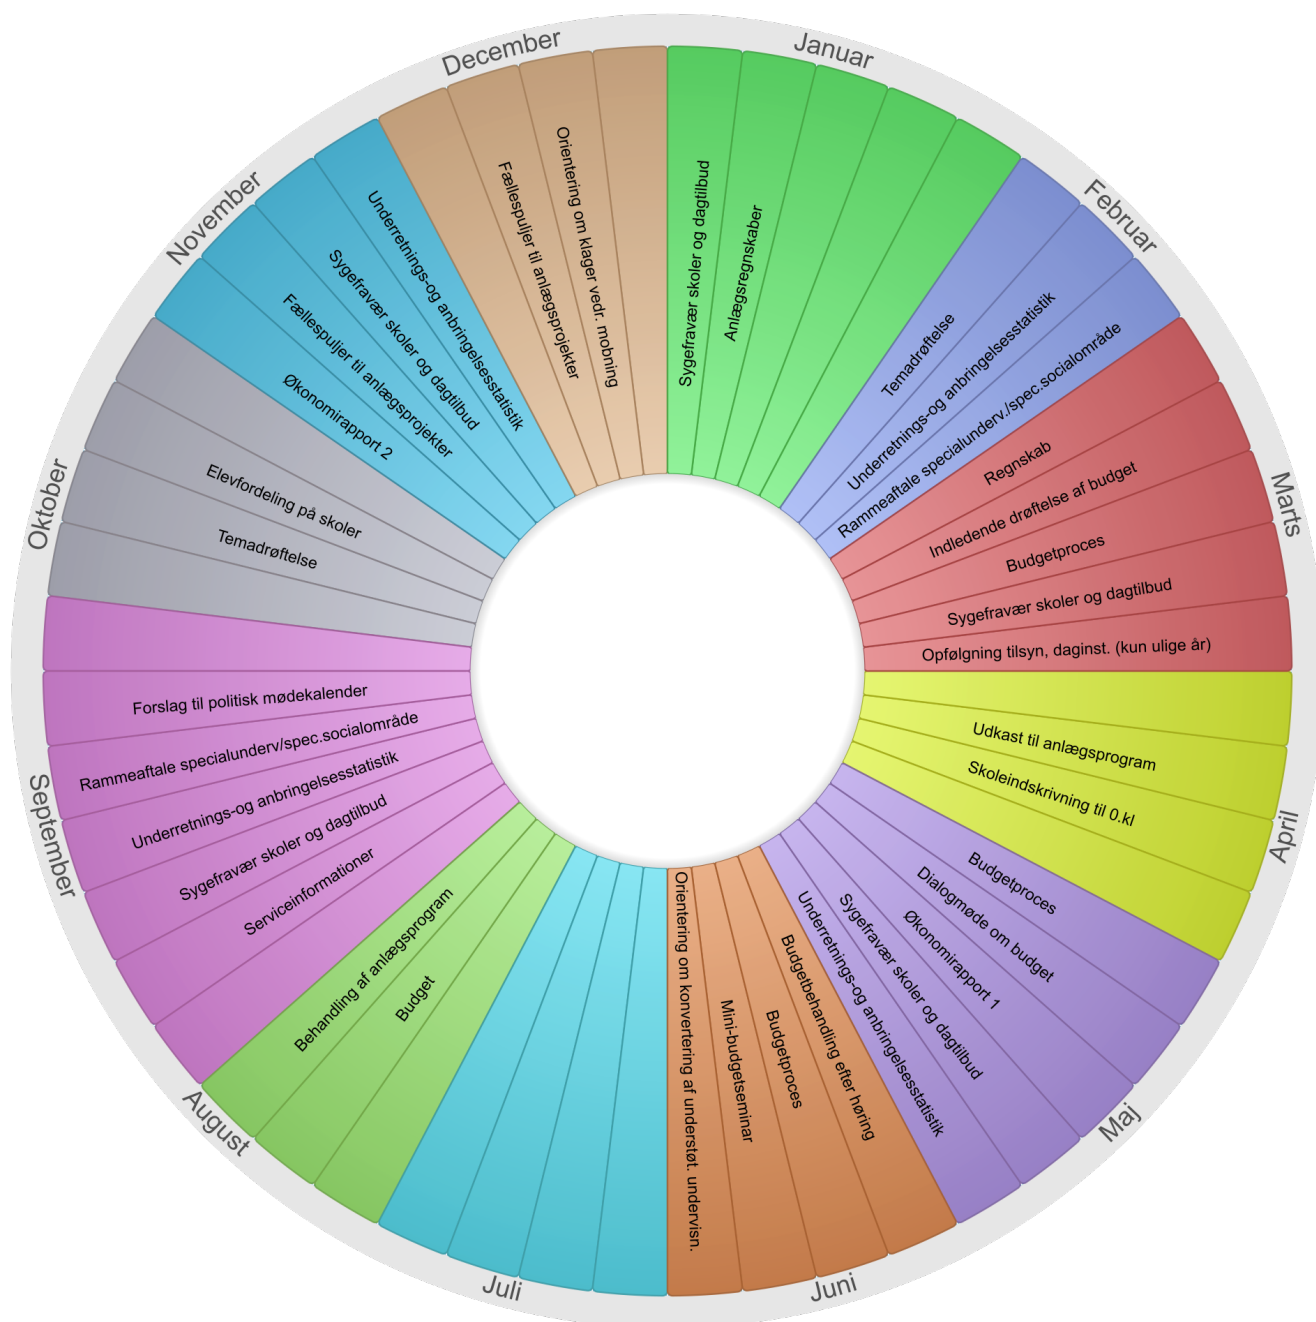 Januar
Sygefravær skoler og dagtilbud
Anlægsregnskaber
Februar
Temadrøftelse
Underretnings-og anbringelsesstatistik
Rammeaftale specialunderv./spec.socialområde
Marts
Regnskab
Indledende drøftelse af budget
Budgetproces
Sygefravær skoler og dagtilbud
Opfølgning tilsyn, daginst. (kun ulige år)
April
Udkast til anlægsprogram
Skoleindskrivning til 0.kl
Maj
Budgetproces
Dialogmøde om budget
Økonomirapport 1
Sygefravær skoler og dagtilbud
Underretnings-og anbringelsesstatistik
Juni
Budgetbehandling efter høring
Budgetproces
Mini-budgetseminar
Orientering om konvertering af understøt. undervisn.
Juli
August
Budget
Behandling af anlægsprogram
September
Serviceinformationer
Sygefravær skoler og dagtilbud
Underretnings-og anbringelsesstatistik
Rammeaftale specialunderv/spec.socialområde
Forslag til politisk mødekalender
Oktober
Temadrøftelse
Elevfordeling på skoler
November
Økonomirapport 2
Fællespuljer til anlægsprojekter
Sygefravær skoler og dagtilbud
Underretnings-og anbringelsesstatistik
December
Fællespuljer til anlægsprojekter
Orientering om klager vedr. mobning